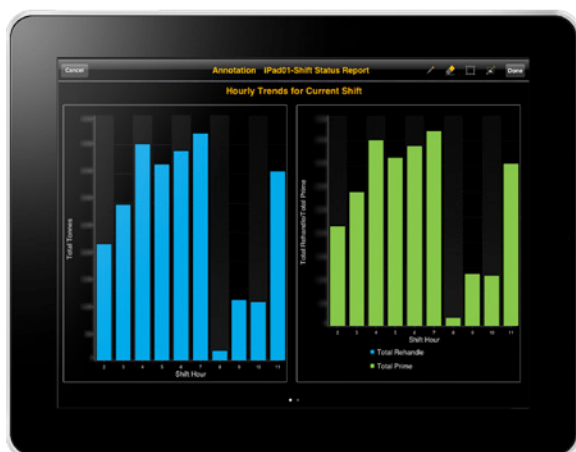 Cancel
Annotation iPad01-Shift Status Report
Done
Hourly Trends for Current Shift
Total Tonnes
2 3 4 5 6 7 8 9 10 11
Shift Hour
Total Rehandle/Total Prime
2 3 4 5 6 7 8 9 10 11
Shift Hour
Total Rehandle
Total Prime